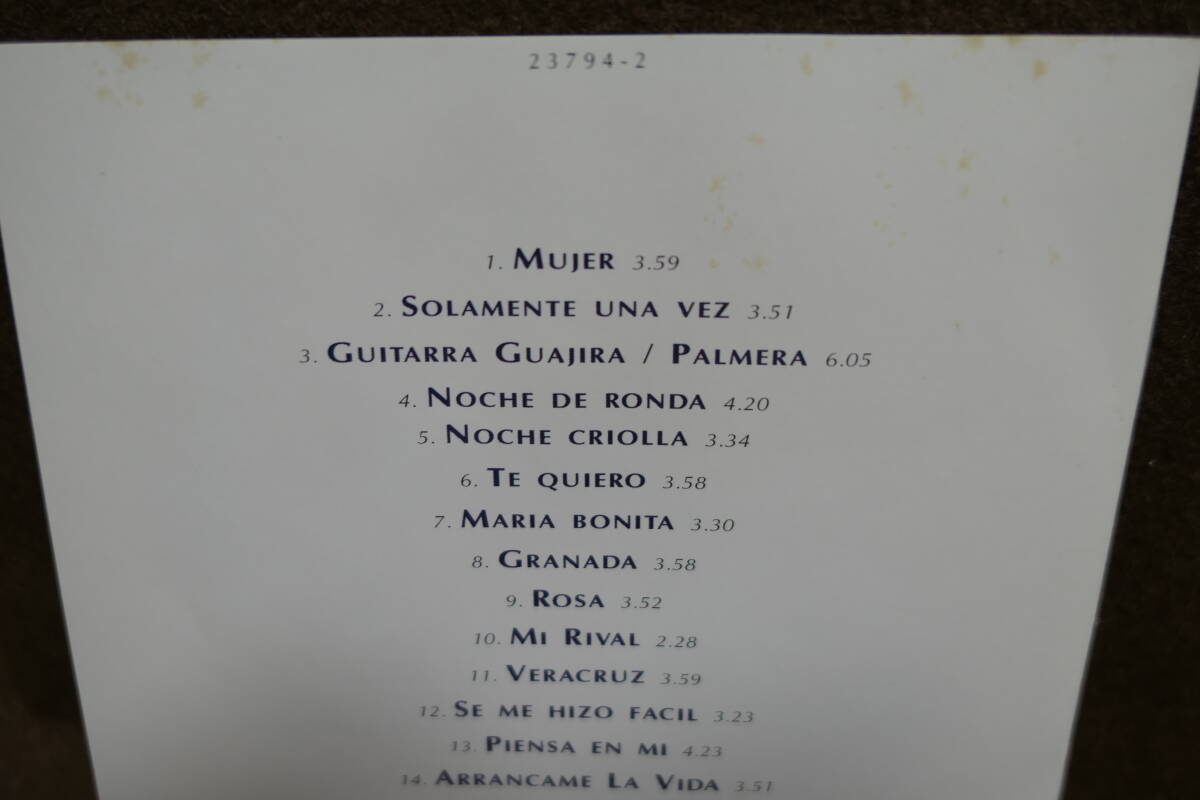 23794-2
1. MUJER 3.59
2. SOLAMENTE UNA VEZ 3.51
3. GUITARRA GUAJIRA / PALMERA 6.05
4. NOCHE DE RONDA 4.20
5. NOCHE CRIOLLA 3.34
6. TE QUIERO 3.58
7. MARIA BONITA 3.30
8. GRANADA 3.58
9. ROSA 3.52
10. MI RIVAL 2.28
11. VERACRUZ 3.59
12. SE ME HIZO FACIL 3.23
13. PIENSA EN MI 4.23
14. ARRANCAME LA VIDA 3.51